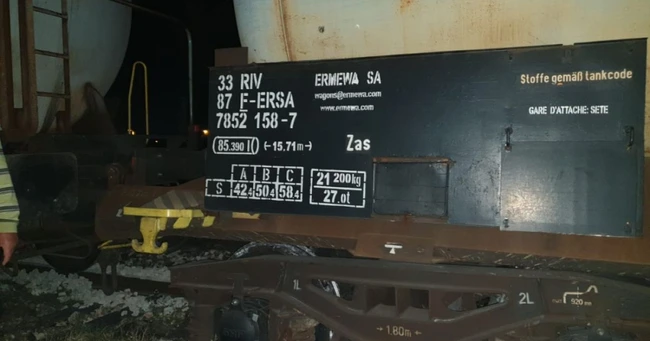 33 RIV
87 F-ERSA
7852 158-7
ERMEWA SA
wagons@ermewa.com
www.ermewa.com
Stoffe gemäß tankcode
GARE D'ATTACHE: SETE
85.390 l
←15.71m→
Zas
A B C
S 42.4 50.4 58.4
21 200kg
27.0t
1L
2L
920 mm
→1.80m←